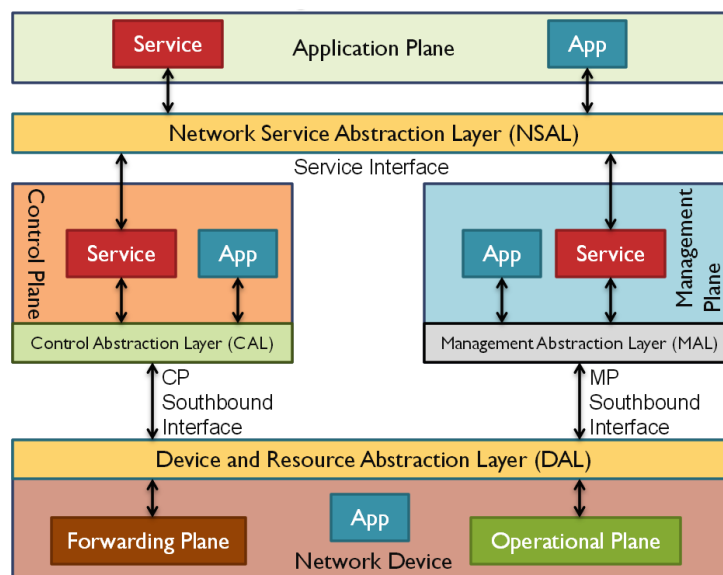 Service
Application Plane
App
Network Service Abstraction Layer (NSAL)
Service Interface
Control Plane
Service
App
App
Service
Management
Plane
Control Abstraction Layer (CAL)
Management Abstraction Layer (MAL)
CP
Southbound
Interface
MP
Southbound
Interface
Device and Resource Abstraction Layer (DAL)
App
Forwarding Plane
Operational Plane
Network Device